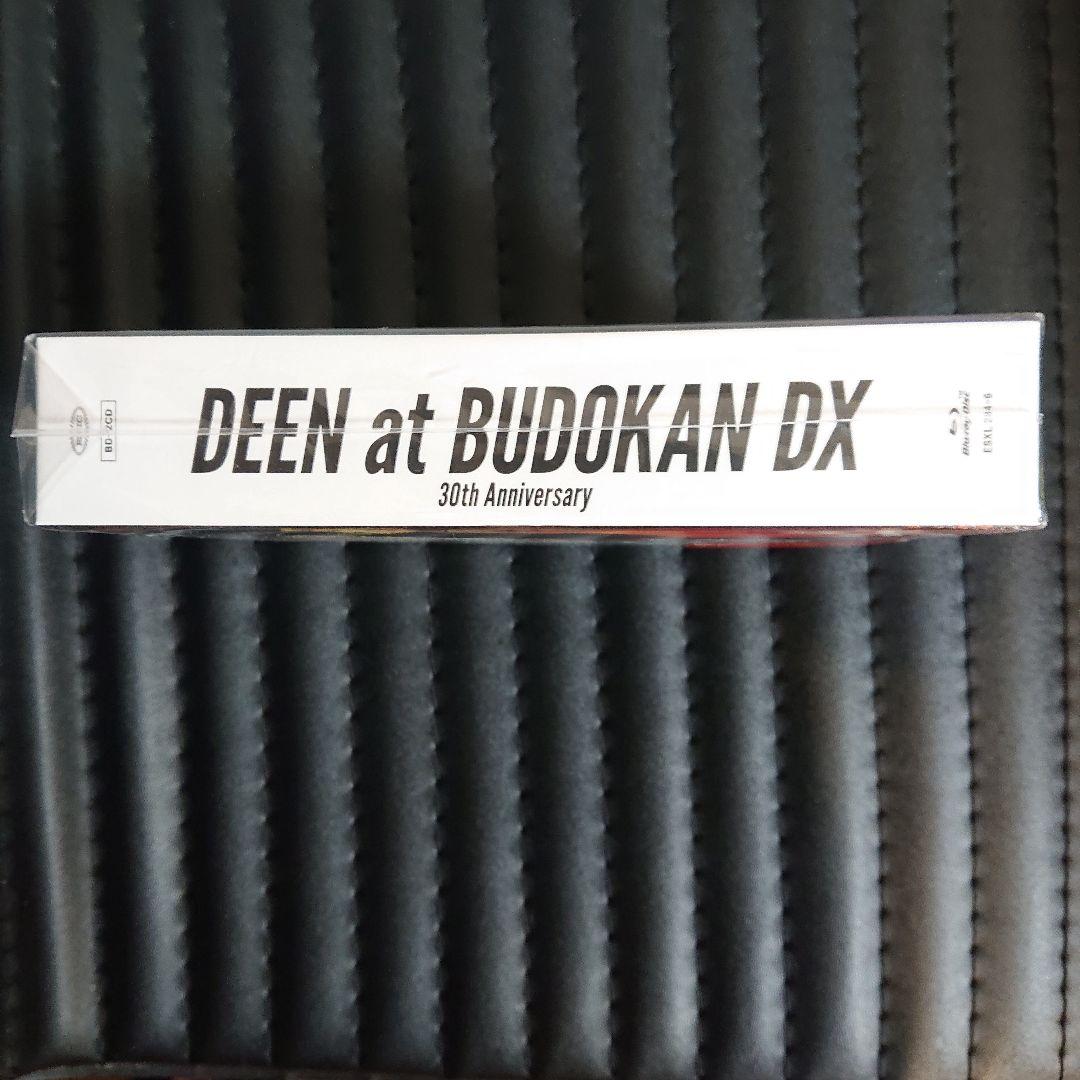 BD+2CD
DEEN at BUDOKAN DX
30th Anniversary
Blu-ray Disc